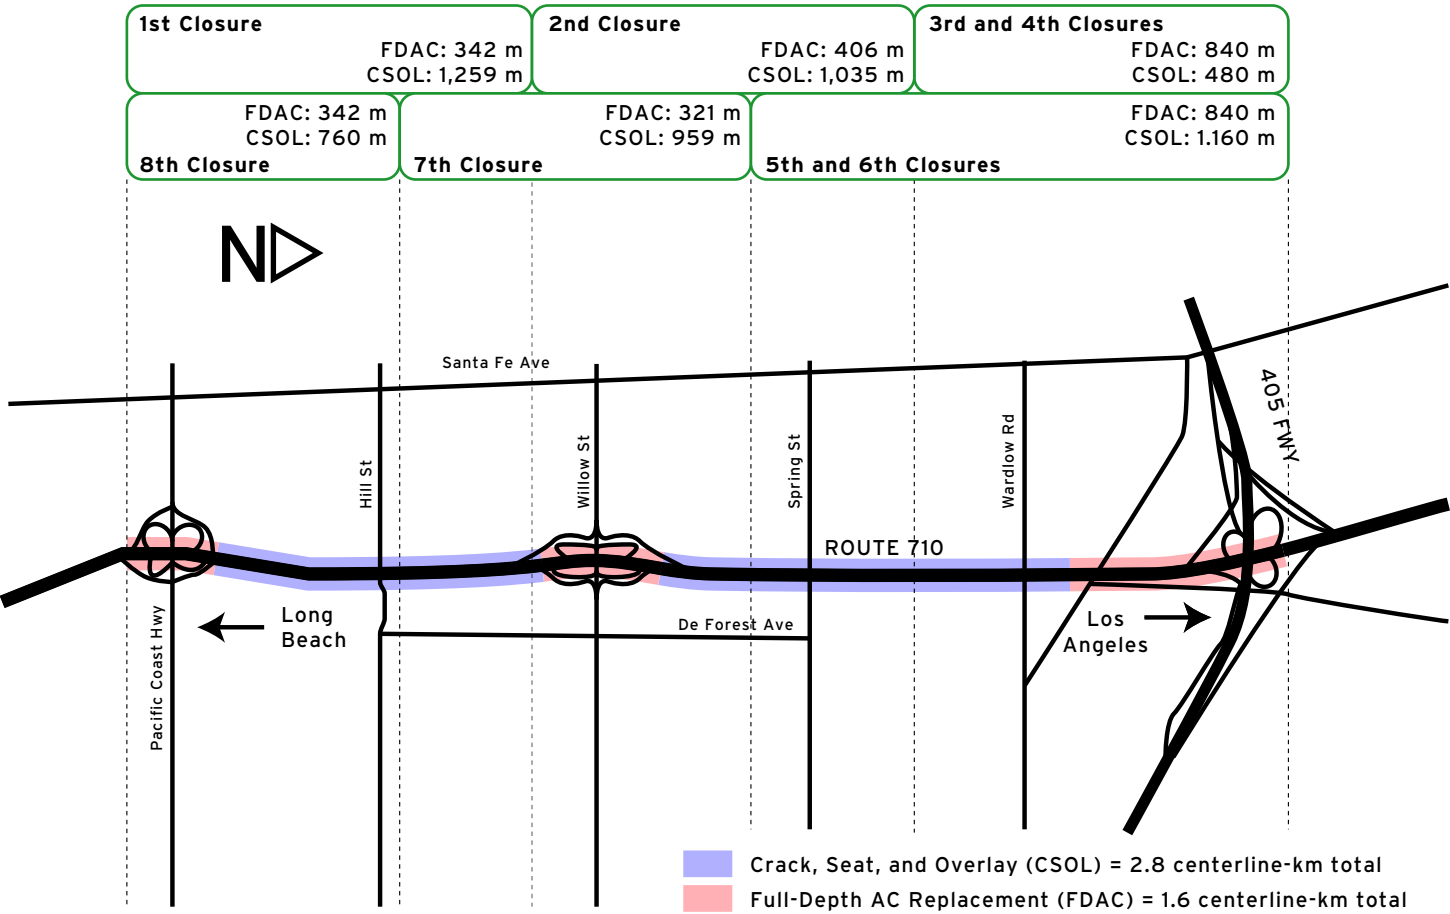 1st Closure
FDAC: 342 m
CSOL: 1,259 m
2nd Closure
FDAC: 406 m
CSOL: 1,035 m
3rd and 4th Closures
FDAC: 840 m
CSOL: 480 m
FDAC: 342 m
CSOL: 760 m
8th Closure
FDAC: 321 m
CSOL: 959 m
7th Closure
FDAC: 840 m
CSOL: 1.160 m
5th and 6th Closures
N
Santa Fe Ave
405 FWY
Hill St
Willow St
Spring St
Wardlow Rd
ROUTE 710
Pacific Coast Hwy
Long
Beach
De Forest Ave
Los
Angeles
Crack, Seat, and Overlay (CSOL) = 2.8 centerline-km total
Full-Depth AC Replacement (FDAC) = 1.6 centerline-km total